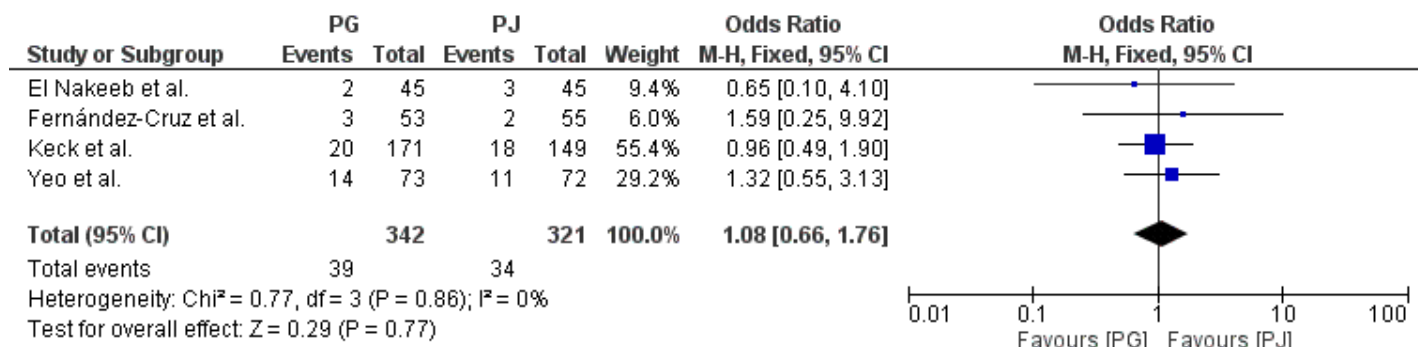 PG PJ Odds Ratio Odds Ratio
Study or Subgroup Events Total Events Total Weight M-H, Fixed, 95% CI M-H, Fixed, 95% CI
El Nakeeb et al. 2 45 3 45 9.4% 0.65 [0.10, 4.10]
Fernández-Cruz et al. 3 53 2 55 6.0% 1.59 [0.25, 9.92]
Keck et al. 20 171 18 149 55.4% 0.96 [0.49, 1.90]
Yeo et al. 14 73 11 72 29.2% 1.32 [0.55, 3.13]
Total (95% CI) 342 321 100.0% 1.08 [0.66, 1.76]
Total events 39 34
Heterogeneity: Chi² = 0.77, df = 3 (P = 0.86); I² = 0%
Test for overall effect: Z = 0.29 (P = 0.77)
0.01 0.1 1 10 100
Favours [PG] Favours [PJ]